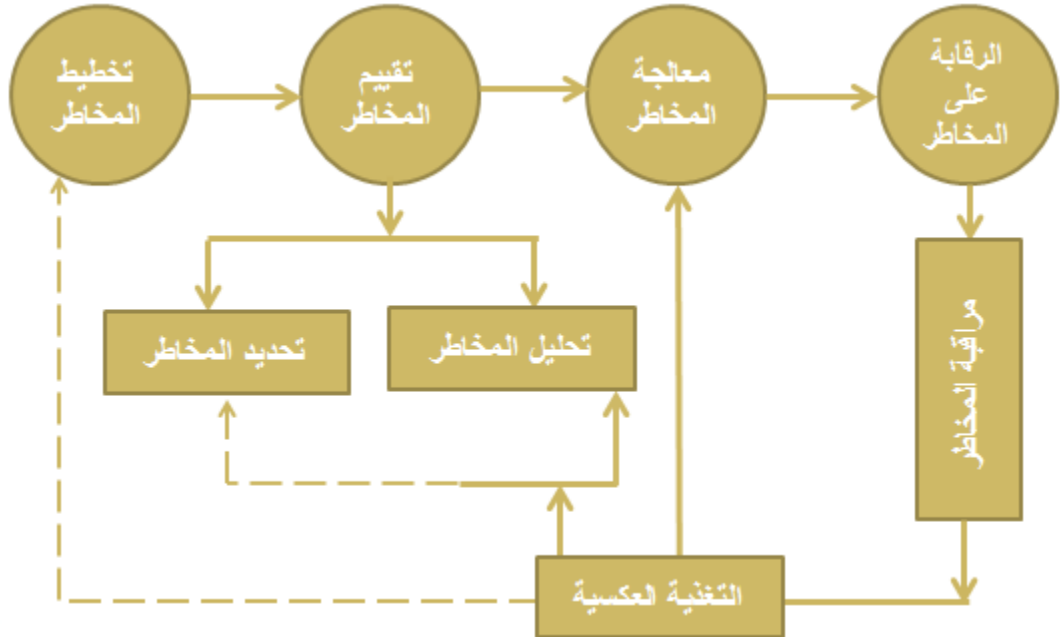 تخطيط
المخاطر
تقييم
المخاطر
معالجة
المخاطر
الرقابة
على
المخاطر
تحديد المخاطر
تحليل المخاطر
مراقبة المخاطر
التغذية العكسية